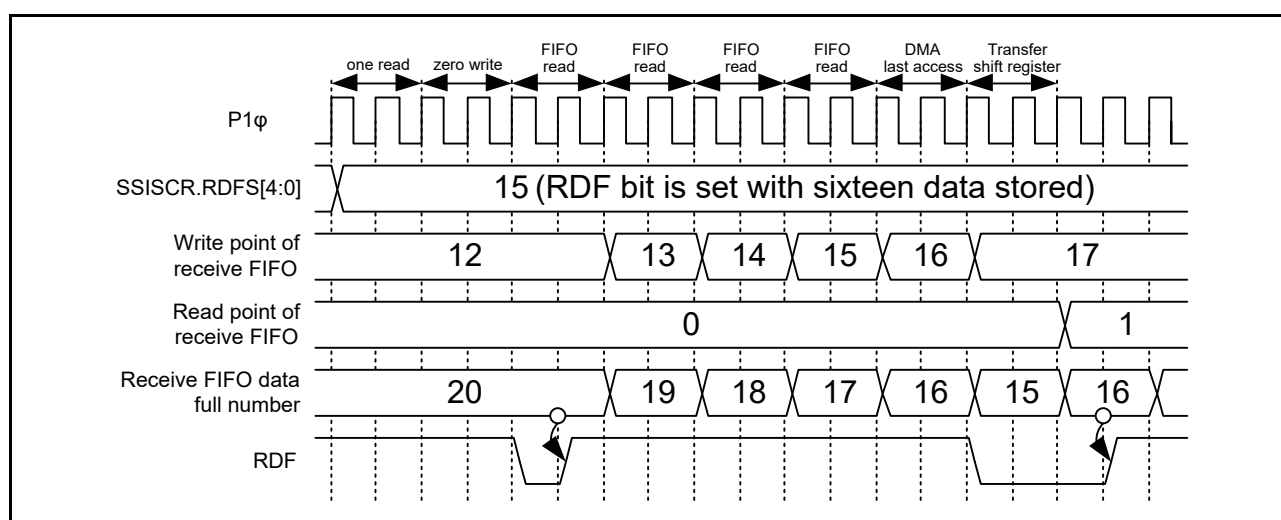 one read
zero write
FIFO
read
FIFO
read
FIFO
read
FIFO
read
DMA
last access
Transfer
shift register
P1φ
SSISCR.RDFS[4:0]
15 (RDF bit is set with sixteen data stored)
Write point of
receive FIFO
12
13
14
15
16
17
Read point of
receive FIFO
0
1
Receive FIFO data
full number
20
19
18
17
16
15
16
RDF